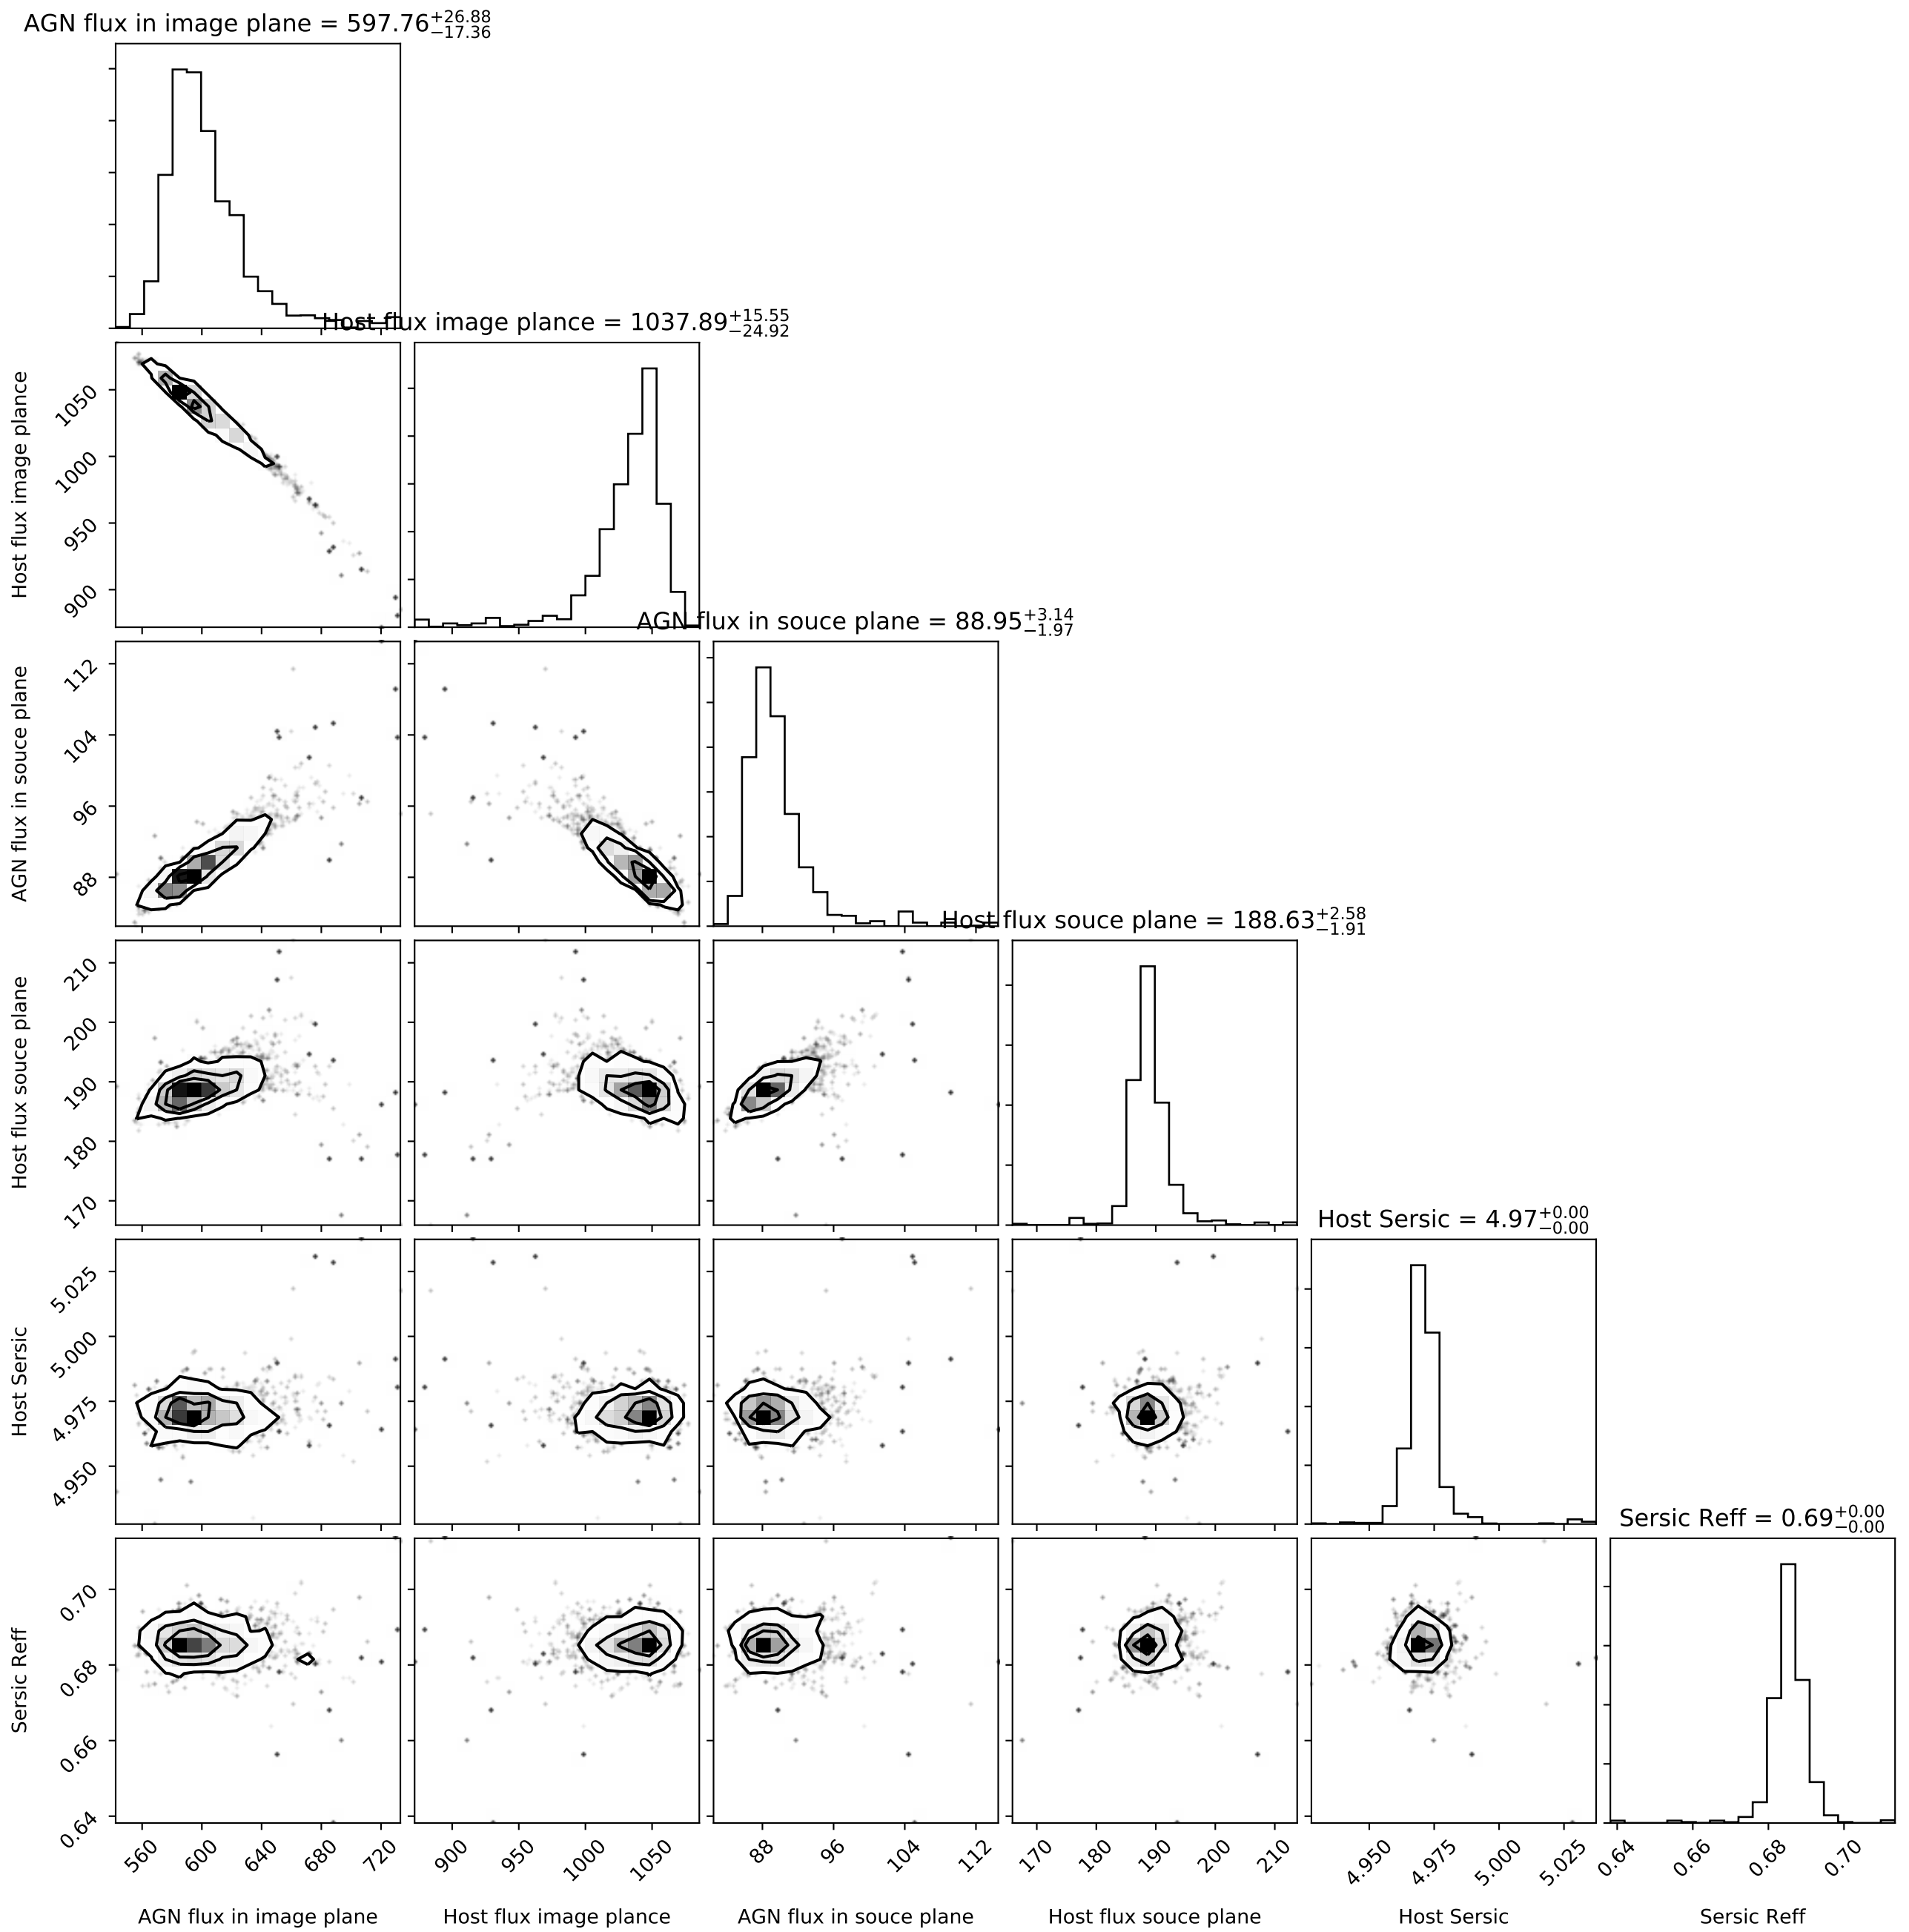 AGN flux in image plane = 597.76+26.88−17.36
Host flux image plance = 1037.89+15.55−24.92
Host flux image plance
1050
1000
950
900
AGN flux in souce plane = 88.95+3.14−1.97
AGN flux in souce plane
112
104
96
88
Host flux souce plane = 188.63+2.58−1.91
Host flux souce plane
210
200
190
180
170
Host Sersic = 4.97+0.00−0.00
Host Sersic
5.025
5.000
4.975
4.950
Sersic Reff = 0.69+0.00−0.00
Sersic Reff
0.70
0.68
0.66
0.64
560 600 640 680 720 900 950 1000 1050 88 96 104 112 170 180 190 200 210 4.950 4.975 5.000 5.025 0.64 0.66 0.68 0.70
AGN flux in image plane Host flux image plance AGN flux in souce plane Host flux souce plane Host Sersic Sersic Reff